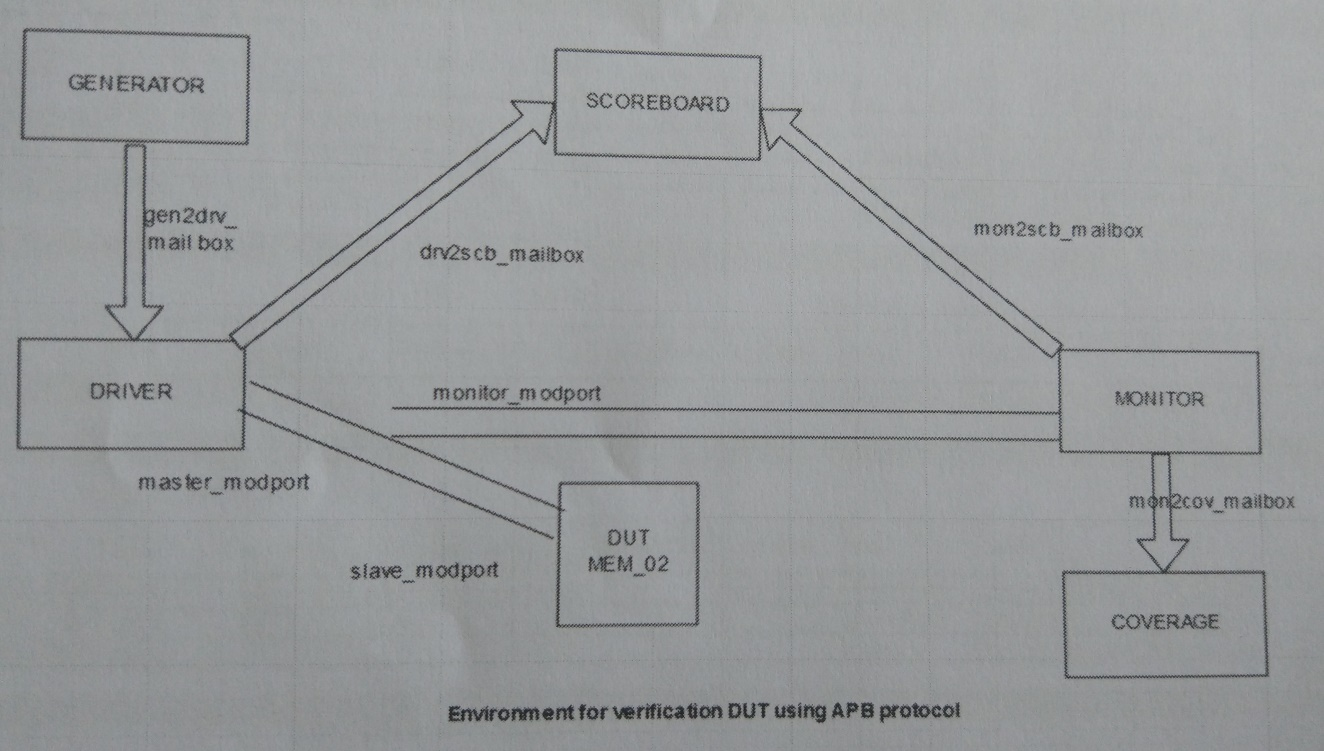 GENERATOR
SCOREBOARD
gen2drv_
mail box
drv2scb_mailbox
mon2scb_mailbox
DRIVER
monitor_modport
MONITOR
master_modport
mon2cov_mailbox
DUT
MEM_02
slave_modport
COVERAGE
Environment for verification DUT using APB protocol